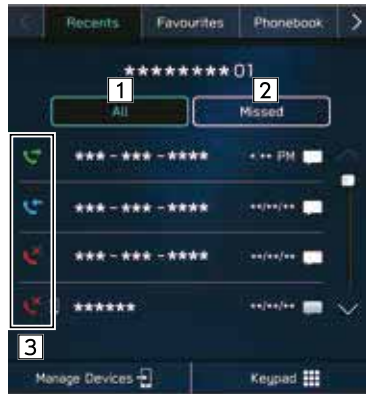 Recents Favourites Phonebook
********01
1 2
All Missed
***-***-**** *:** PM
***-***-**** **/**/**
***-***-**** **/**/**
****** **/**/**
3
Manage Devices Keypad